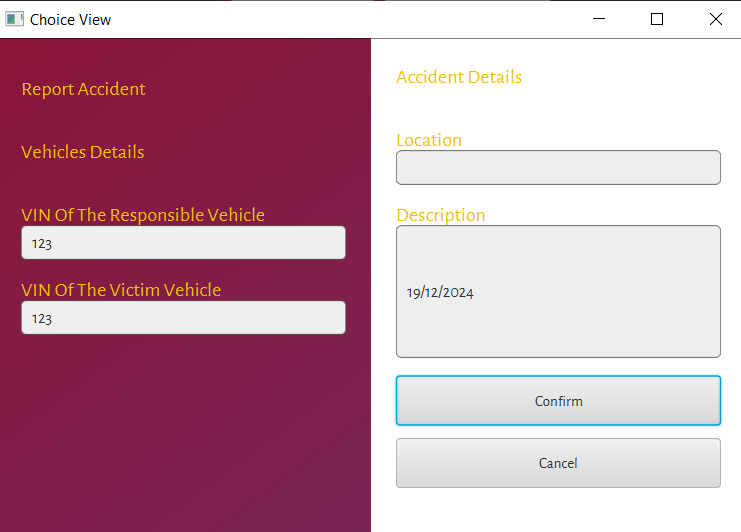 Choice View
Report Accident
Vehicles Details
VIN Of The Responsible Vehicle
123
VIN Of The Victim Vehicle
123
Accident Details
Location
Description
19/12/2024
Confirm
Cancel